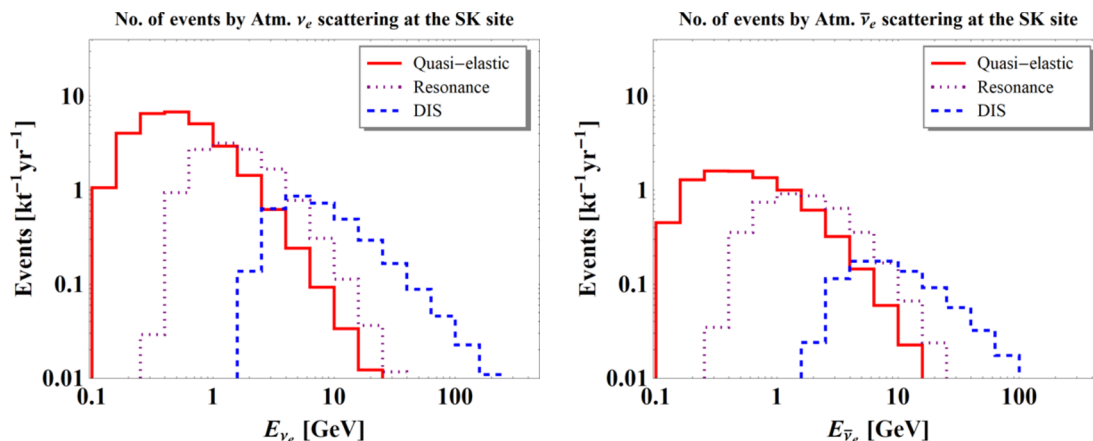 No. of events by Atm. νₑ scattering at the SK site
Quasi−elastic
Resonance
DIS
Events [kt⁻¹yr⁻¹]
10
1
0.1
0.01
0.1
1
10
100
E_νₑ [GeV]
No. of events by Atm. ν̅ₑ scattering at the SK site
Quasi−elastic
Resonance
DIS
Events [kt⁻¹yr⁻¹]
10
1
0.1
0.01
0.1
1
10
100
E_ν̅ₑ [GeV]